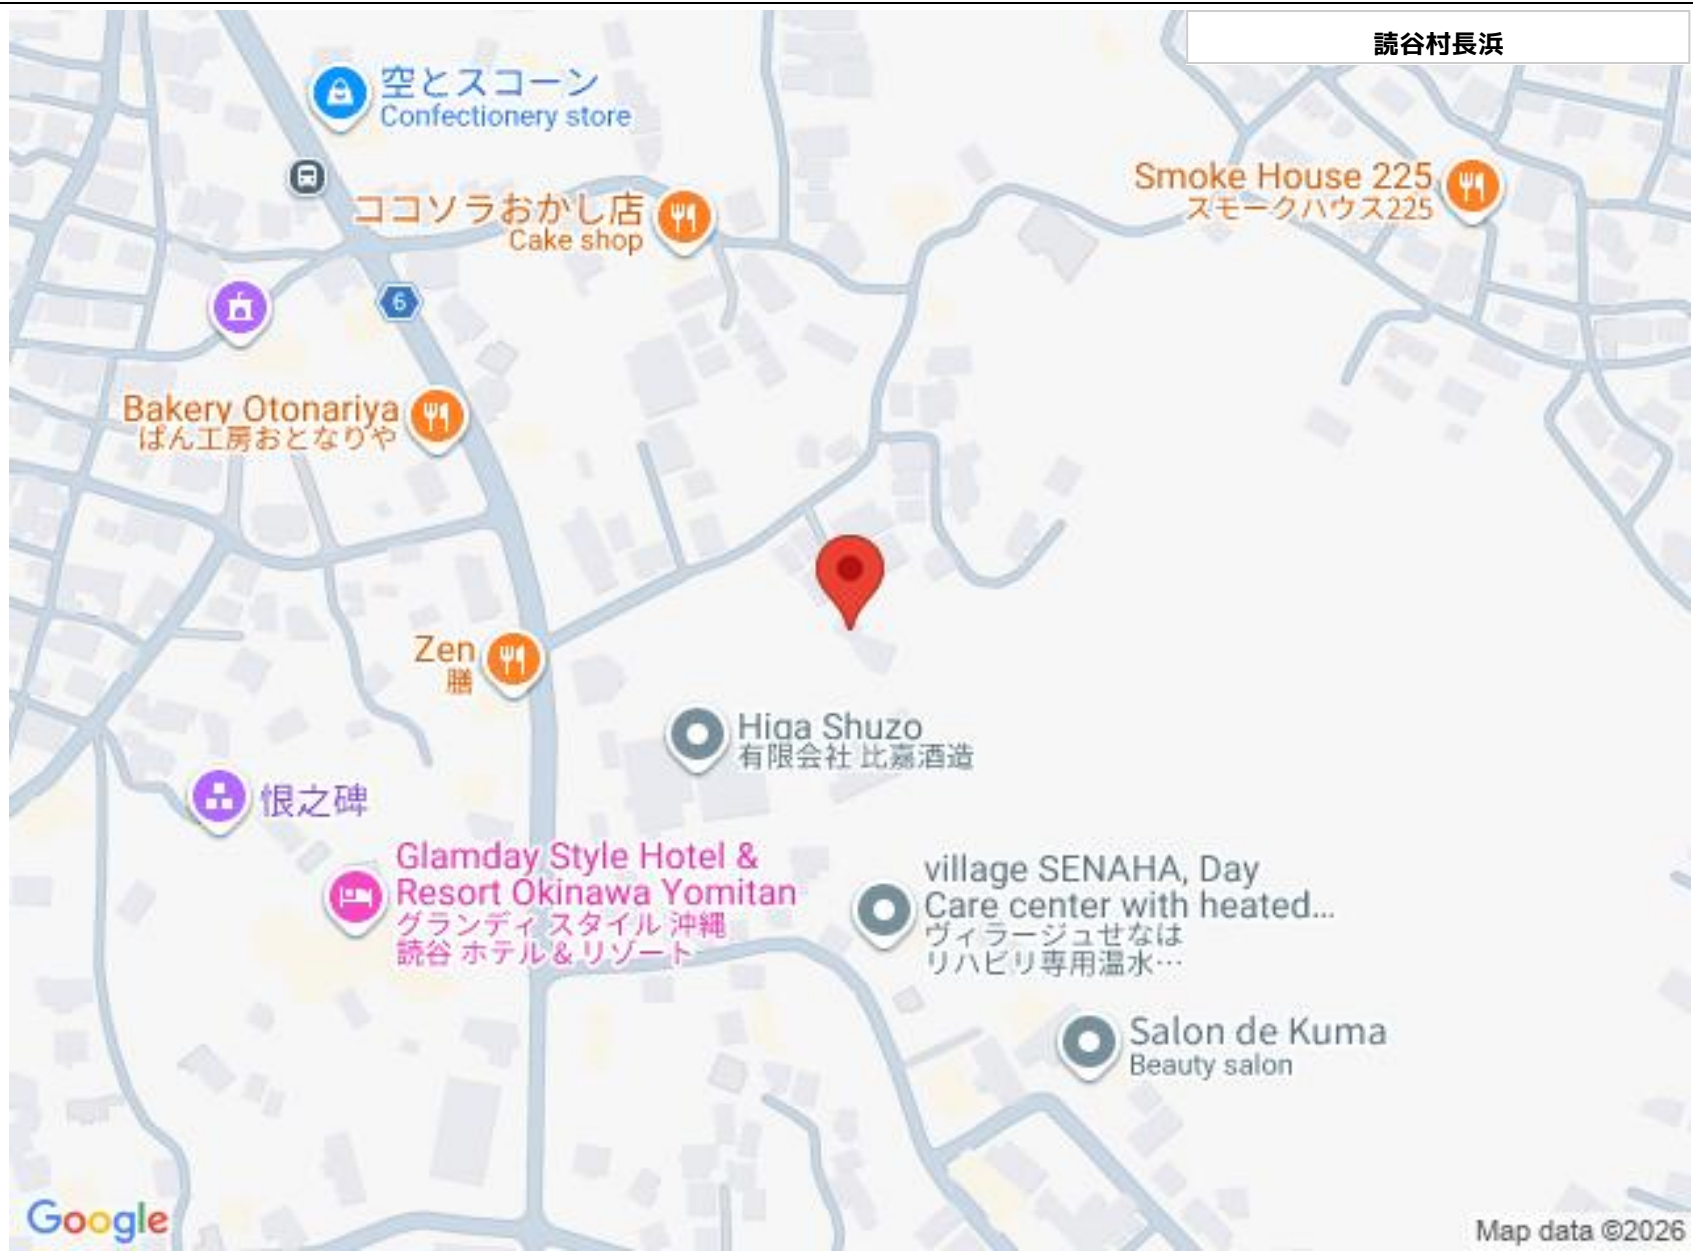 読谷村長浜
空とスコーン
Confectionery store
ココソラおかし店
Cake shop
Smoke House 225
スモークハウス225
6
Bakery Otonariya
ぱん工房おとなりや
Zen
膳
Higa Shuzo
有限会社 比嘉酒造
恨之碑
Glamday Style Hotel &
Resort Okinawa Yomitan
グランディ スタイル 沖縄
読谷 ホテル & リゾート
village SENAHA, Day
Care center with heated...
ヴィラージュせなは
リハビリ専用温水…
Salon de Kuma
Beauty salon
Google
Map data ©2026